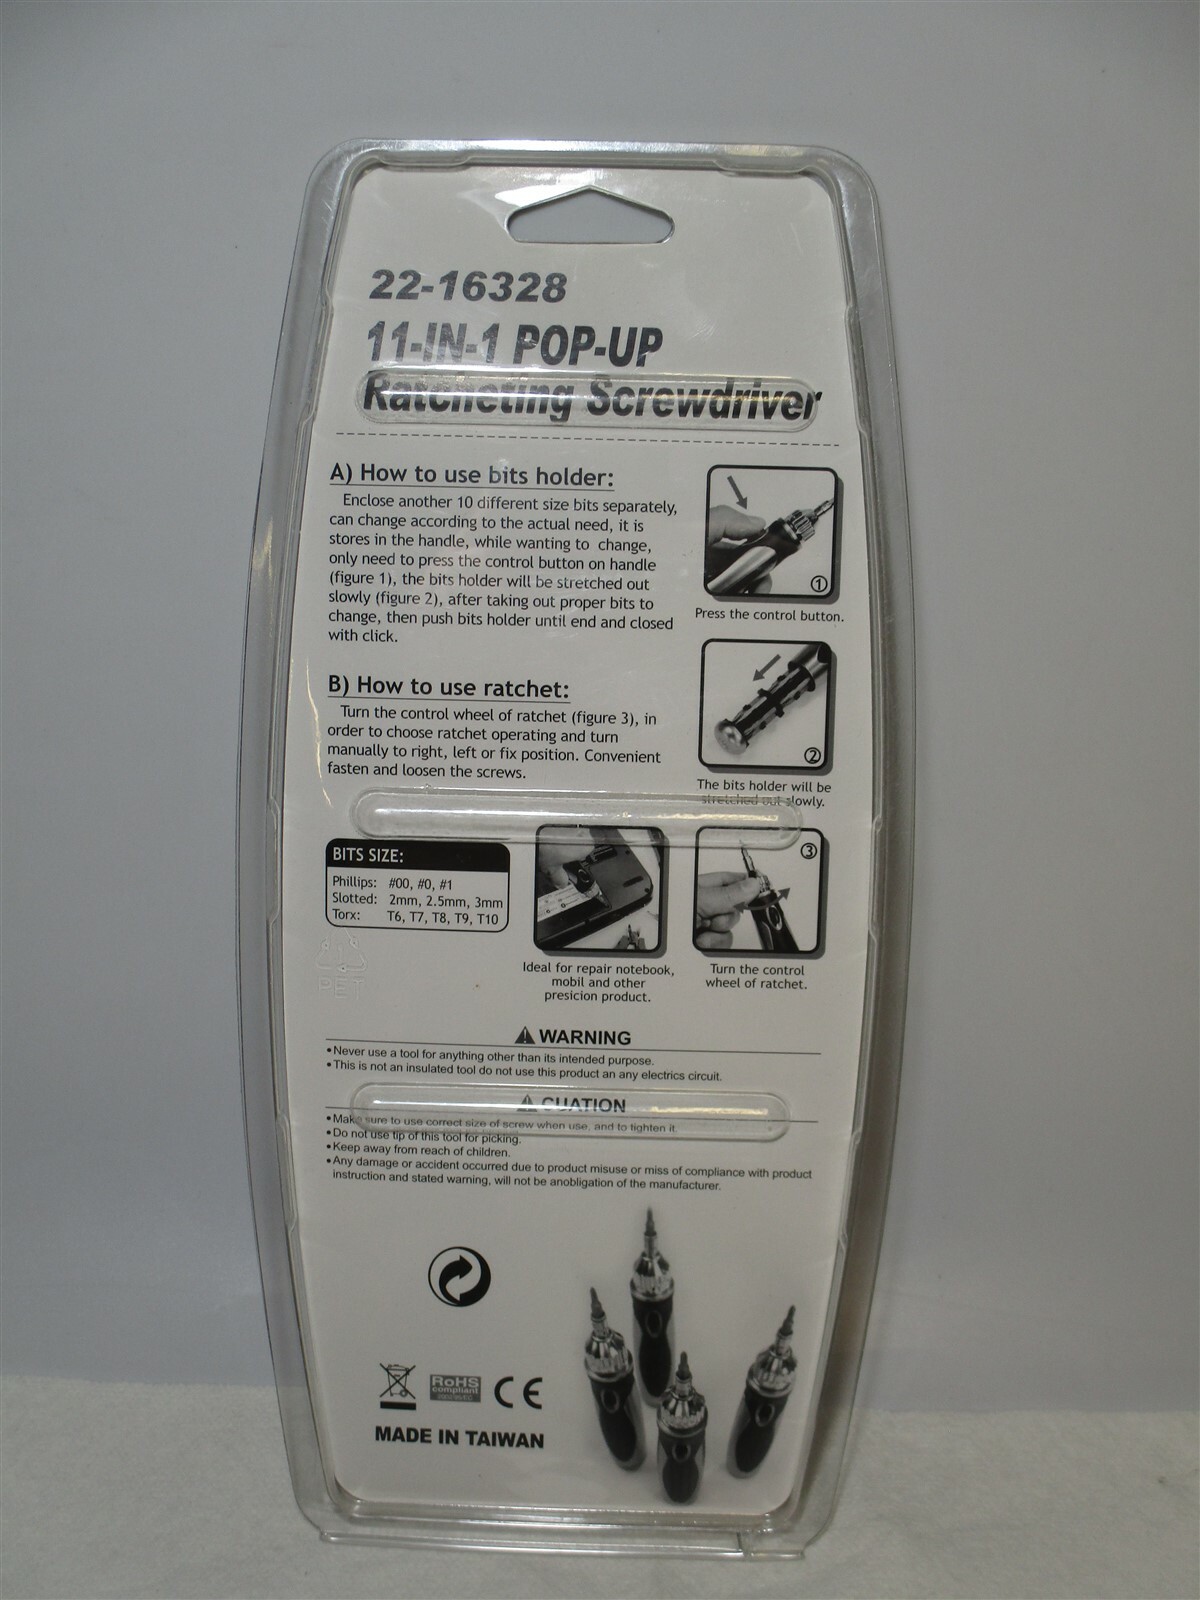 22-16328
11-IN-1 POP-UP
Ratcheting Screwdriver
A) How to use bits holder:
Enclose another 10 different size bits separately,
can change according to the actual need, it is
stores in the handle, while wanting to change,
only need to press the control button on handle
(figure 1), the bits holder will be stretched out
slowly (figure 2), after taking out proper bits to
change, then push bits holder until end and closed
with click.
1
Press the control button.
2
The bits holder will be
stretched out slowly.
B) How to use ratchet:
Turn the control wheel of ratchet (figure 3), in
order to choose ratchet operating and turn
manually to right, left or fix position. Convenient
fasten and loosen the screws.
BITS SIZE:
Phillips: #00, #0, #1
Slotted: 2mm, 2.5mm, 3mm
Torx: T6, T7, T8, T9, T10
PET
Ideal for repair notebook,
mobil and other
presicion product.
3
Turn the control
wheel of ratchet.
WARNING
•Never use a tool for anything other than its intended purpose.
•This is not an insulated tool do not use this product an any electrics circuit.
CUATION
•Make sure to use correct size of screw when use, and to tighten it.
•Do not use tip of this tool for picking.
•Keep away from reach of children.
•Any damage or accident occurred due to product misuse or miss of compliance with product
instruction and stated warning, will not be anobligation of the manufacturer.
RoHS
compliant
CE
MADE IN TAIWAN